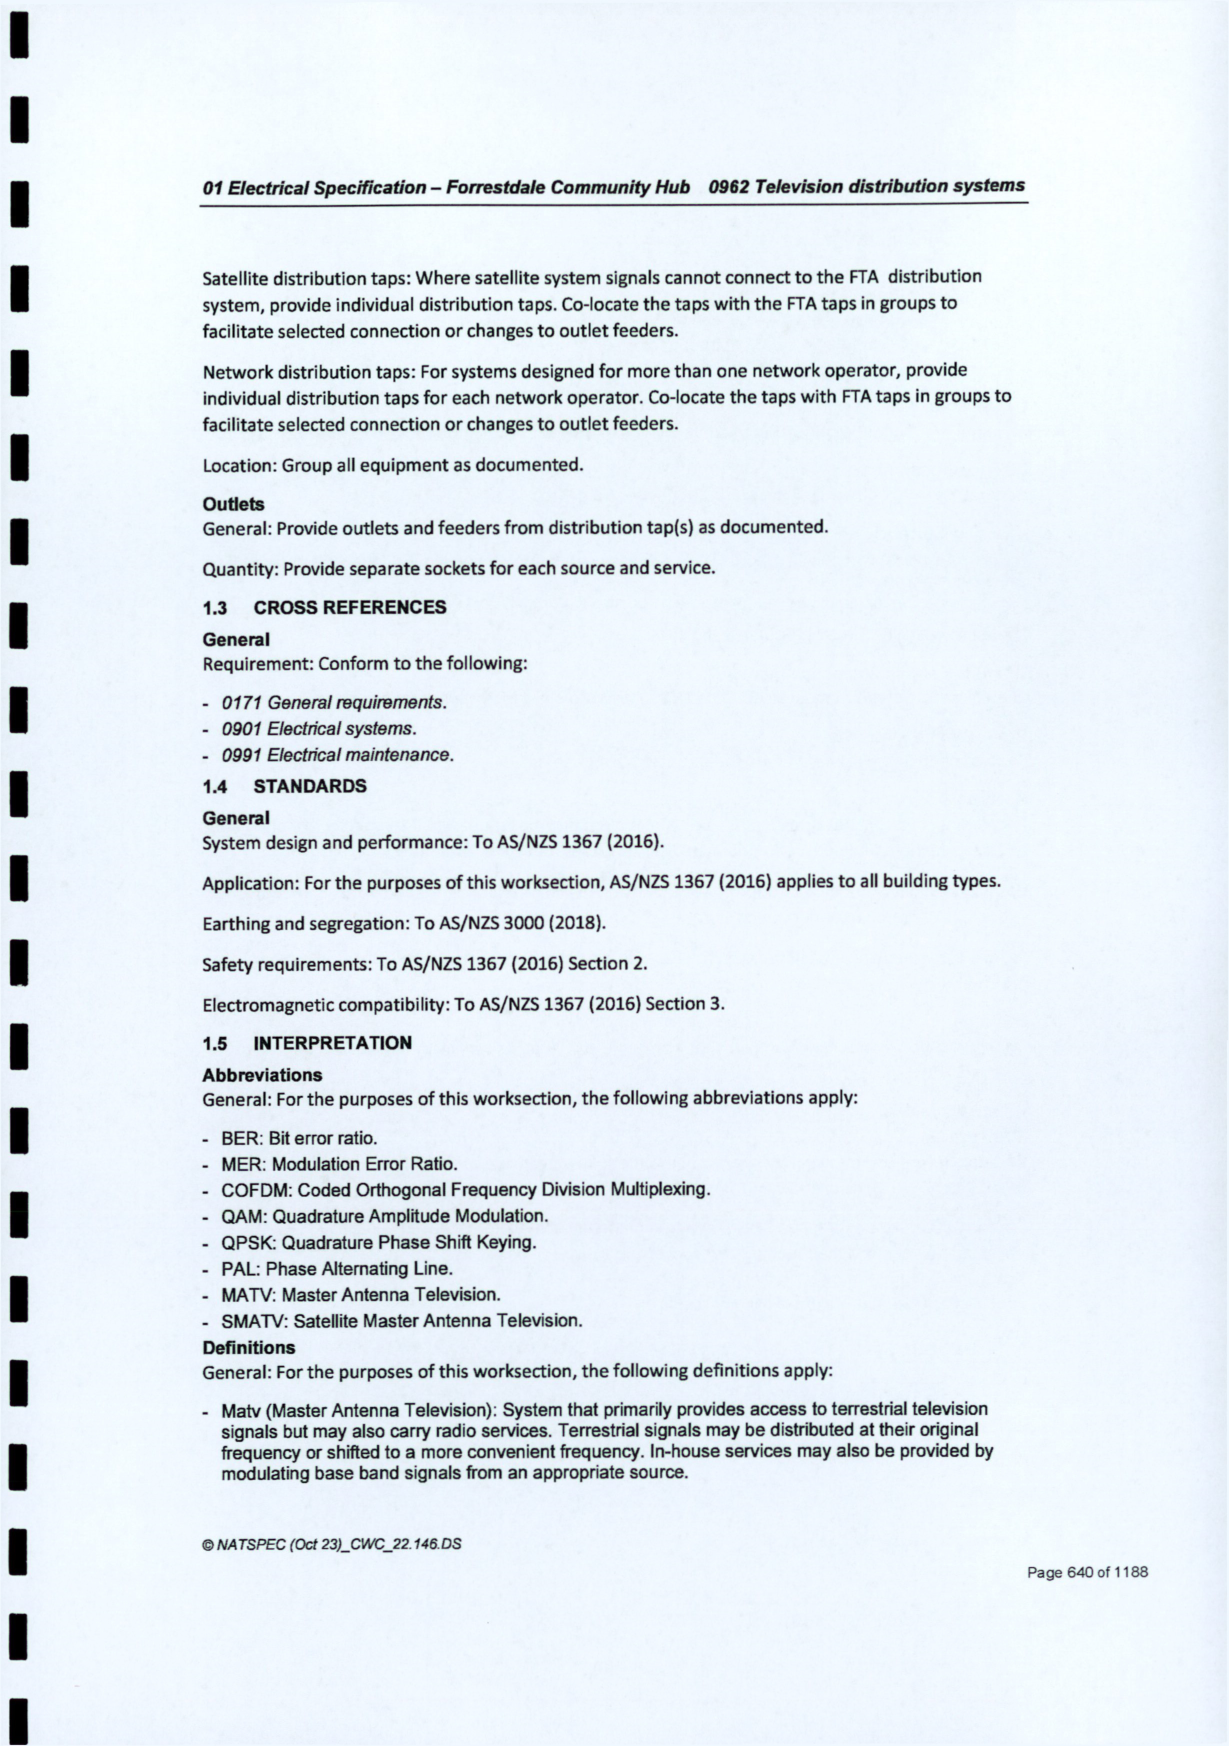 01 Electrical Specification – Forrestdale Community Hub 0962 Television distribution systems
Satellite distribution taps: Where satellite system signals cannot connect to the FTA distribution
system, provide individual distribution taps. Co-locate the taps with the FTA taps in groups to
facilitate selected connection or changes to outlet feeders.
Network distribution taps: For systems designed for more than one network operator, provide
individual distribution taps for each network operator. Co-locate the taps with FTA taps in groups to
facilitate selected connection or changes to outlet feeders.
Location: Group all equipment as documented.
Outlets
General: Provide outlets and feeders from distribution tap(s) as documented.
Quantity: Provide separate sockets for each source and service.
1.3 CROSS REFERENCES
General
Requirement: Conform to the following:
- 0171 General requirements.
- 0901 Electrical systems.
- 0991 Electrical maintenance.
1.4 STANDARDS
General
System design and performance: To AS/NZS 1367 (2016).
Application: For the purposes of this worksection, AS/NZS 1367 (2016) applies to all building types.
Earthing and segregation: To AS/NZS 3000 (2018).
Safety requirements: To AS/NZS 1367 (2016) Section 2.
Electromagnetic compatibility: To AS/NZS 1367 (2016) Section 3.
1.5 INTERPRETATION
Abbreviations
General: For the purposes of this worksection, the following abbreviations apply:
- BER: Bit error ratio.
- MER: Modulation Error Ratio.
- COFDM: Coded Orthogonal Frequency Division Multiplexing.
- QAM: Quadrature Amplitude Modulation.
- QPSK: Quadrature Phase Shift Keying.
- PAL: Phase Alternating Line.
- MATV: Master Antenna Television.
- SMATV: Satellite Master Antenna Television.
Definitions
General: For the purposes of this worksection, the following definitions apply:
- Matv (Master Antenna Television): System that primarily provides access to terrestrial television
signals but may also carry radio services. Terrestrial signals may be distributed at their original
frequency or shifted to a more convenient frequency. In-house services may also be provided by
modulating base band signals from an appropriate source.
© NATSPEC (Oct 23)_CWC_22.146.DS
Page 640 of 1188